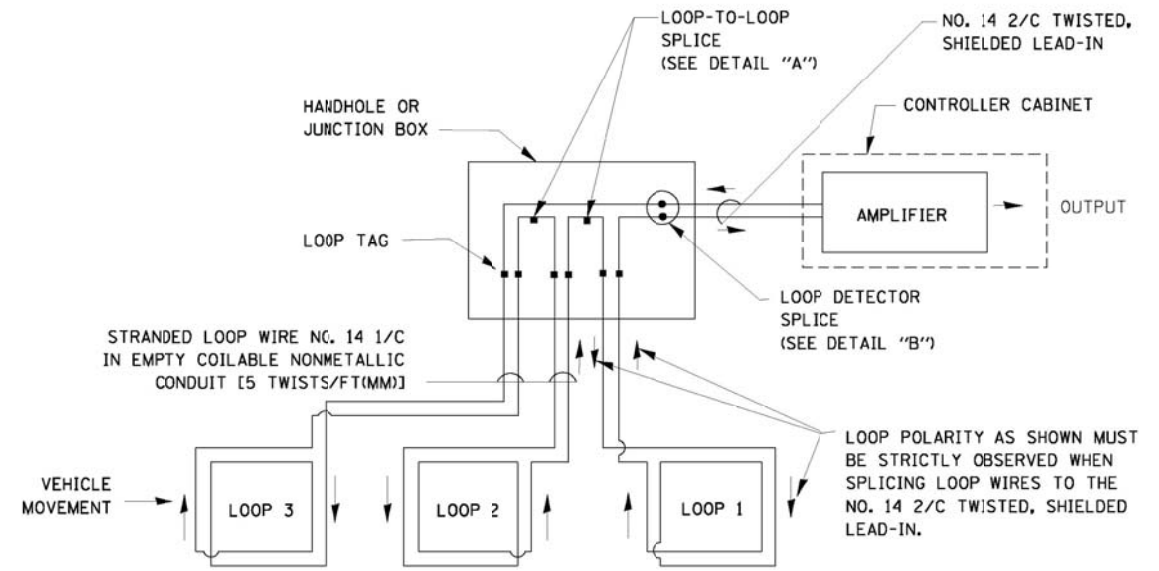 LOOP-TO-LOOP
SPLICE
(SEE DETAIL "A")
NO. 14 2/C TWISTED,
SHIELDED LEAD-IN
HANDHOLE OR
JUNCTION BOX
CONTROLLER CABINET
AMPLIFIER
OUTPUT
LOOP TAG
LOOP DETECTOR
SPLICE
(SEE DETAIL "B")
STRANDED LOOP WIRE NO. 14 1/C
IN EMPTY COILABLE NONMETALLIC
CONDUIT [5 TWISTS/FT(MM)]
LOOP POLARITY AS SHOWN MUST
BE STRICTLY OBSERVED WHEN
SPLICING LOOP WIRES TO THE
NO. 14 2/C TWISTED, SHIELDED
LEAD-IN.
VEHICLE
MOVEMENT
LOOP 3
LOOP 2
LOOP 1